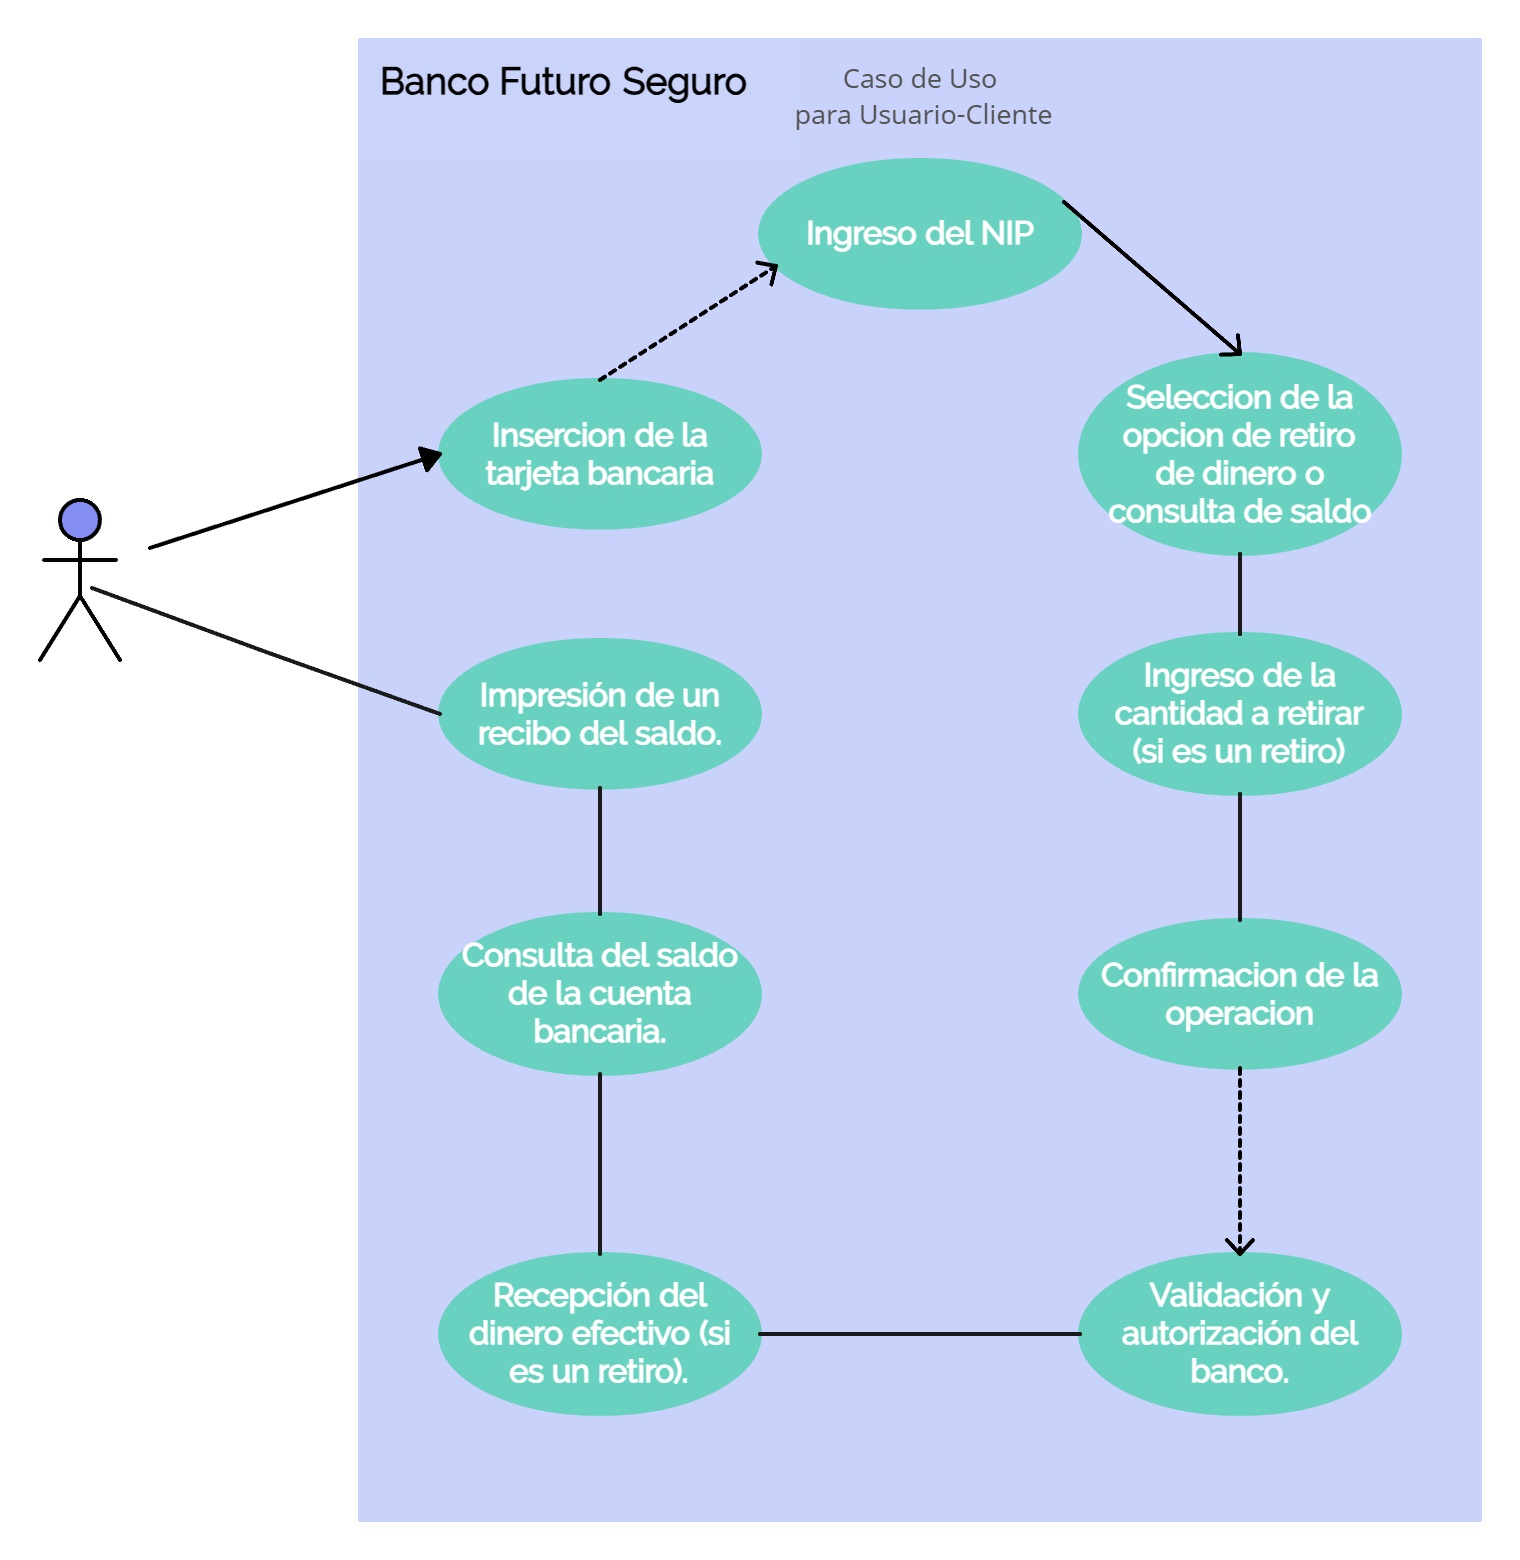 Banco Futuro Seguro
Caso de Uso
para Usuario-Cliente
Ingreso del NIP
Insercion de la
tarjeta bancaria
Seleccion de la
opcion de retiro
de dinero o
consulta de saldo
Impresión de un
recibo del saldo.
Ingreso de la
cantidad a retirar
(si es un retiro)
Consulta del saldo
de la cuenta
bancaria.
Confirmacion de la
operacion
Recepción del
dinero efectivo (si
es un retiro).
Validación y
autorización del
banco.